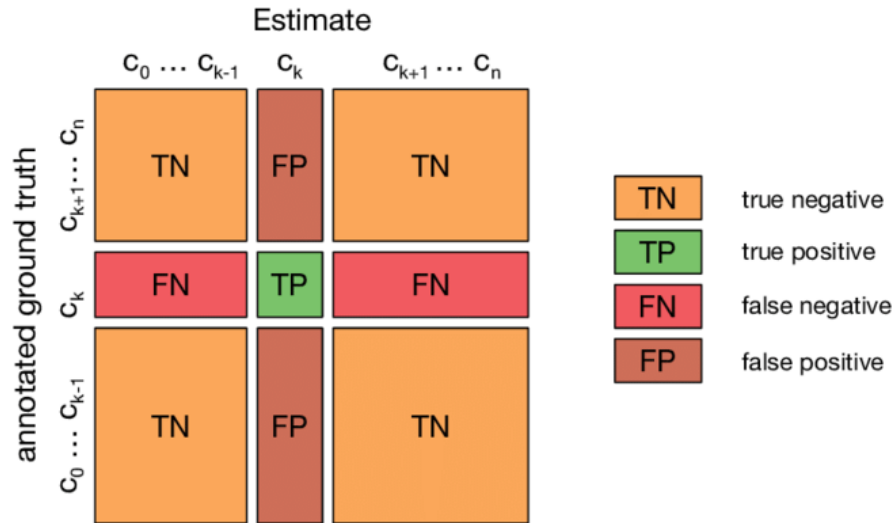 Estimate
c₀ … cₖ₋₁ cₖ cₖ₊₁ … cₙ
annotated ground truth
cₖ₊₁ … cₙ
cₖ
c₀ … cₖ₋₁
TN FP TN
FN TP FN
TN FP TN
TN true negative
TP true positive
FN false negative
FP false positive